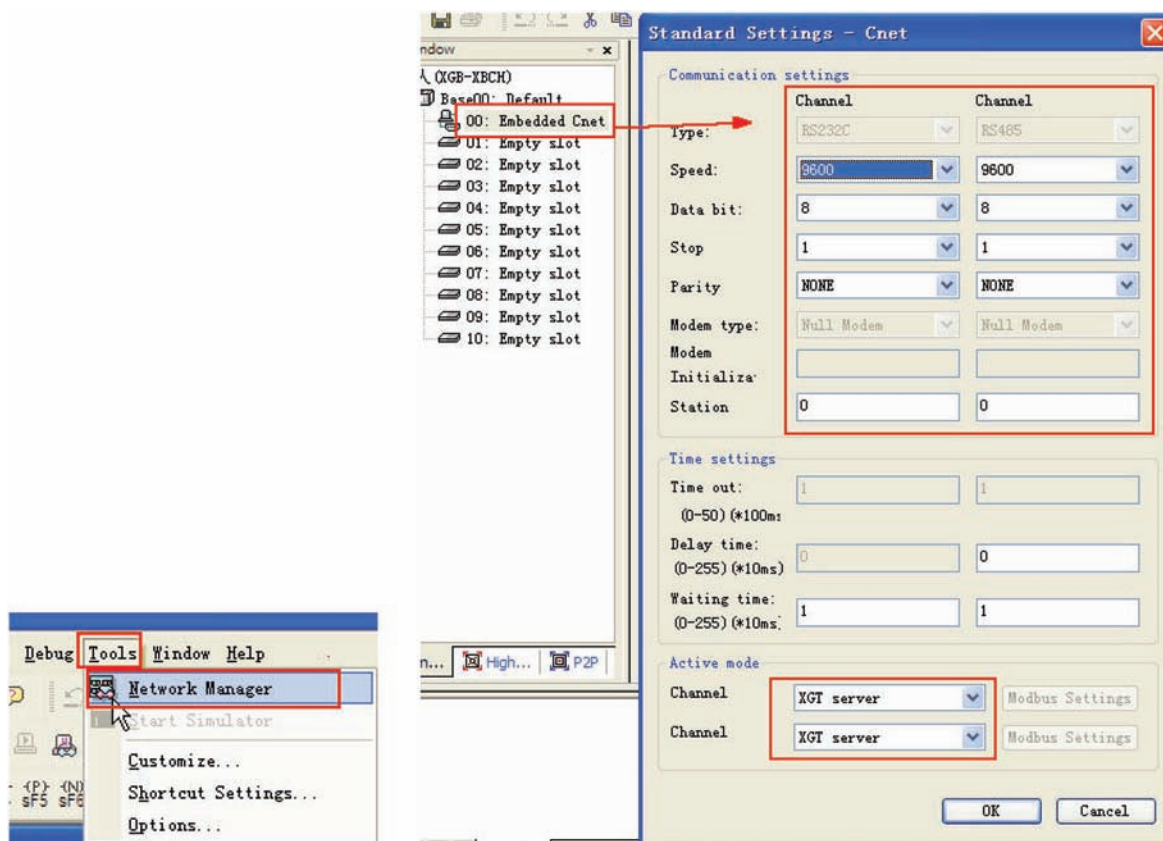 Debug Tools Window Help
Network Manager
Start Simulator
Customize...
Shortcut Settings...
Options...
{P} {N}
sF5 sF6
ndow
(XGB-XBCH)
Base00: Default
00: Embedded Cnet
01: Empty slot
02: Empty slot
03: Empty slot
04: Empty slot
05: Empty slot
06: Empty slot
07: Empty slot
08: Empty slot
09: Empty slot
10: Empty slot
n... High... P2P
Standard Settings - Cnet
Communication settings
Channel Channel
Type: RS232C RS485
Speed: 9600 9600
Data bit: 8 8
Stop 1 1
Parity NONE NONE
Modem type: Null Modem Null Modem
Modem
Initializa
Station 0 0
Time settings
Time out: 1 1
(0-50) (*100ms
Delay time: 0 0
(0-255) (*10ms)
Waiting time: 1 1
(0-255) (*10ms)
Active mode
Channel XGT server Modbus Settings
Channel XGT server Modbus Settings
OK Cancel